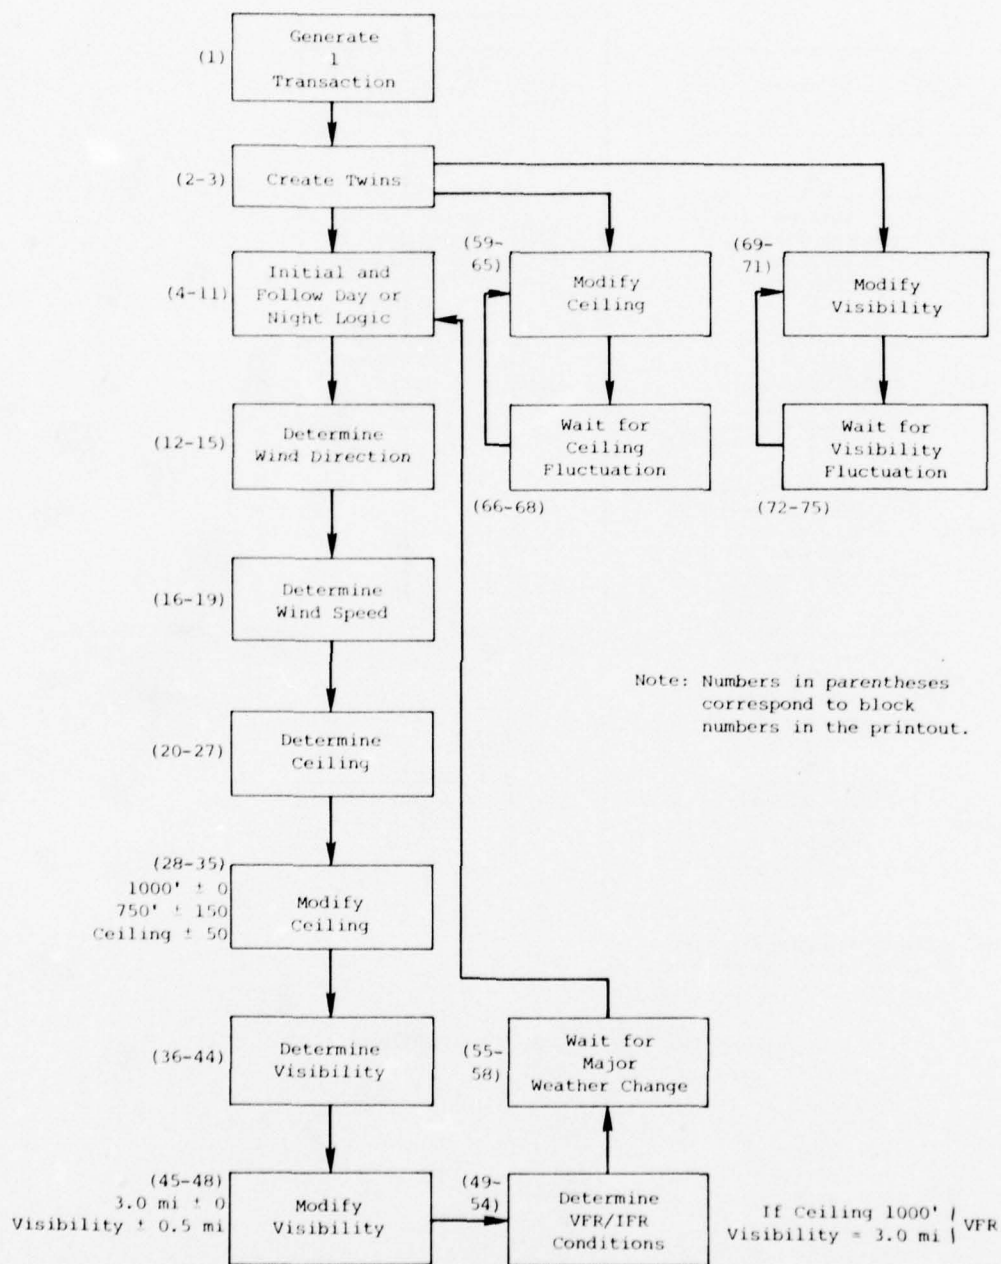 (1)
Generate
1
Transaction
(2-3)
Create Twins
(4-11)
Initial and
Follow Day or
Night Logic
(59-
65)
Modify
Ceiling
(69-
71)
Modify
Visibility
(12-15)
Determine
Wind Direction
Wait for
Ceiling
Fluctuation
(66-68)
Wait for
Visibility
Fluctuation
(72-75)
(16-19)
Determine
Wind Speed
Note: Numbers in parentheses
correspond to block
numbers in the printout.
(20-27)
Determine
Ceiling
(28-35)
1000' ± 0
750' ± 150
Ceiling ± 50
Modify
Ceiling
(36-44)
Determine
Visibility
(55-
58)
Wait for
Major
Weather Change
(45-48)
3.0 mi ± 0
Visibility ± 0.5 mi
Modify
Visibility
(49-
54)
Determine
VFR/IFR
Conditions
If Ceiling 1000'
Visibility = 3.0 mi
VFR